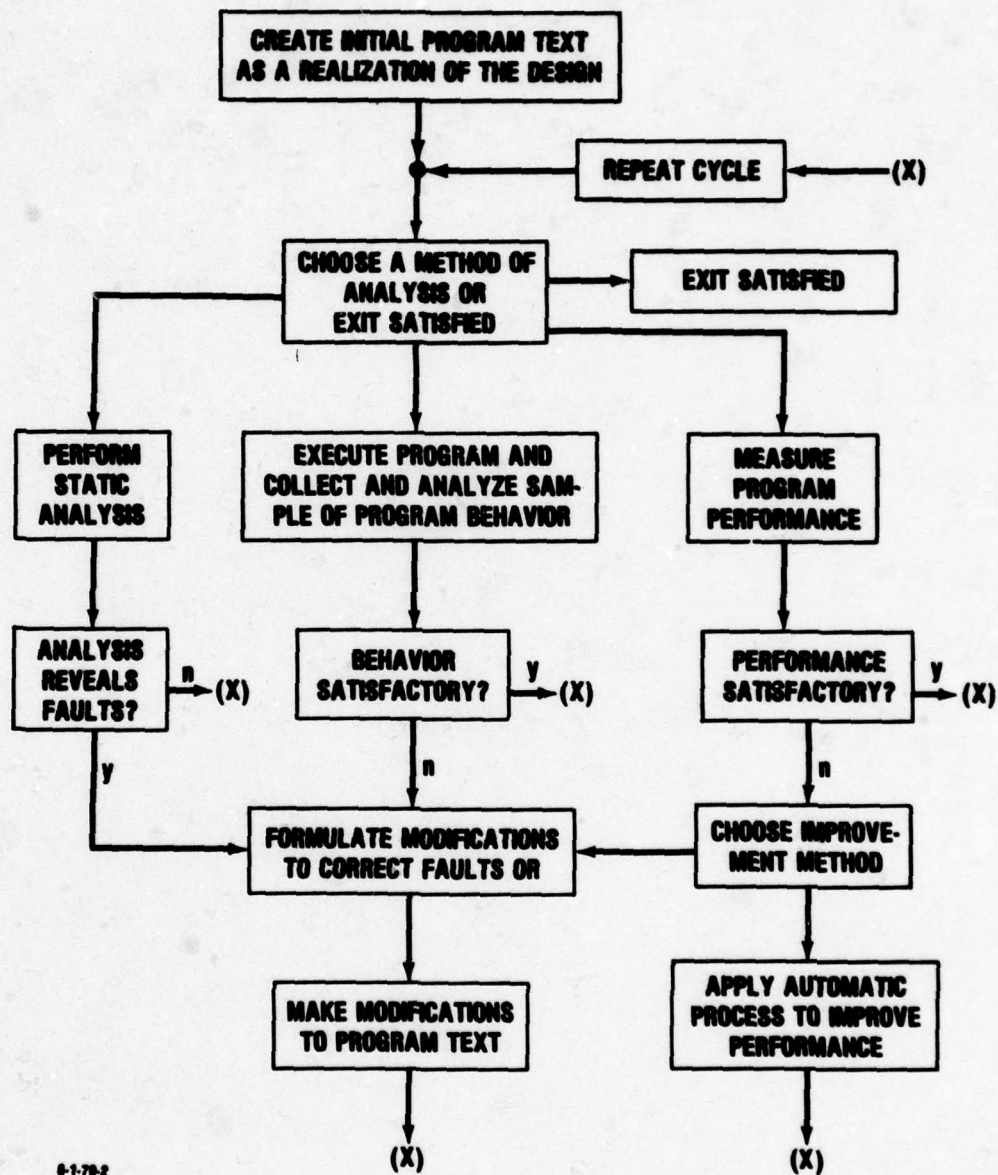 CREATE INITIAL PROGRAM TEXT
AS A REALIZATION OF THE DESIGN
REPEAT CYCLE
(X)
CHOOSE A METHOD OF
ANALYSIS OR
EXIT SATISFIED
EXIT SATISFIED
PERFORM
STATIC
ANALYSIS
EXECUTE PROGRAM AND
COLLECT AND ANALYZE SAM-
PLE OF PROGRAM BEHAVIOR
MEASURE
PROGRAM
PERFORMANCE
ANALYSIS
REVEALS
FAULTS?
n
(X)
BEHAVIOR
SATISFACTORY?
y
(X)
PERFORMANCE
SATISFACTORY?
y
(X)
y
n
n
FORMULATE MODIFICATIONS
TO CORRECT FAULTS OR
CHOOSE IMPROVE-
MENT METHOD
MAKE MODIFICATIONS
TO PROGRAM TEXT
APPLY AUTOMATIC
PROCESS TO IMPROVE
PERFORMANCE
(X)
(X)